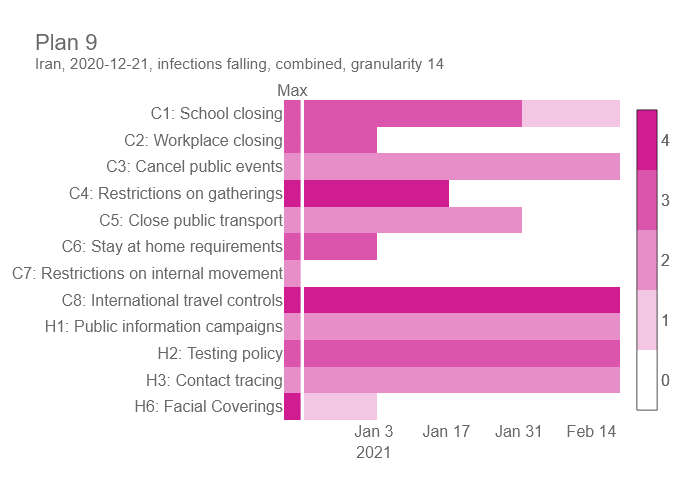 Plan 9
Iran, 2020-12-21, infections falling, combined, granularity 14
Max
C1: School closing
C2: Workplace closing
C3: Cancel public events
C4: Restrictions on gatherings
C5: Close public transport
C6: Stay at home requirements
C7: Restrictions on internal movement
C8: International travel controls
H1: Public information campaigns
H2: Testing policy
H3: Contact tracing
H6: Facial Coverings
4
3
2
1
0
Jan 3 Jan 17 Jan 31 Feb 14
2021